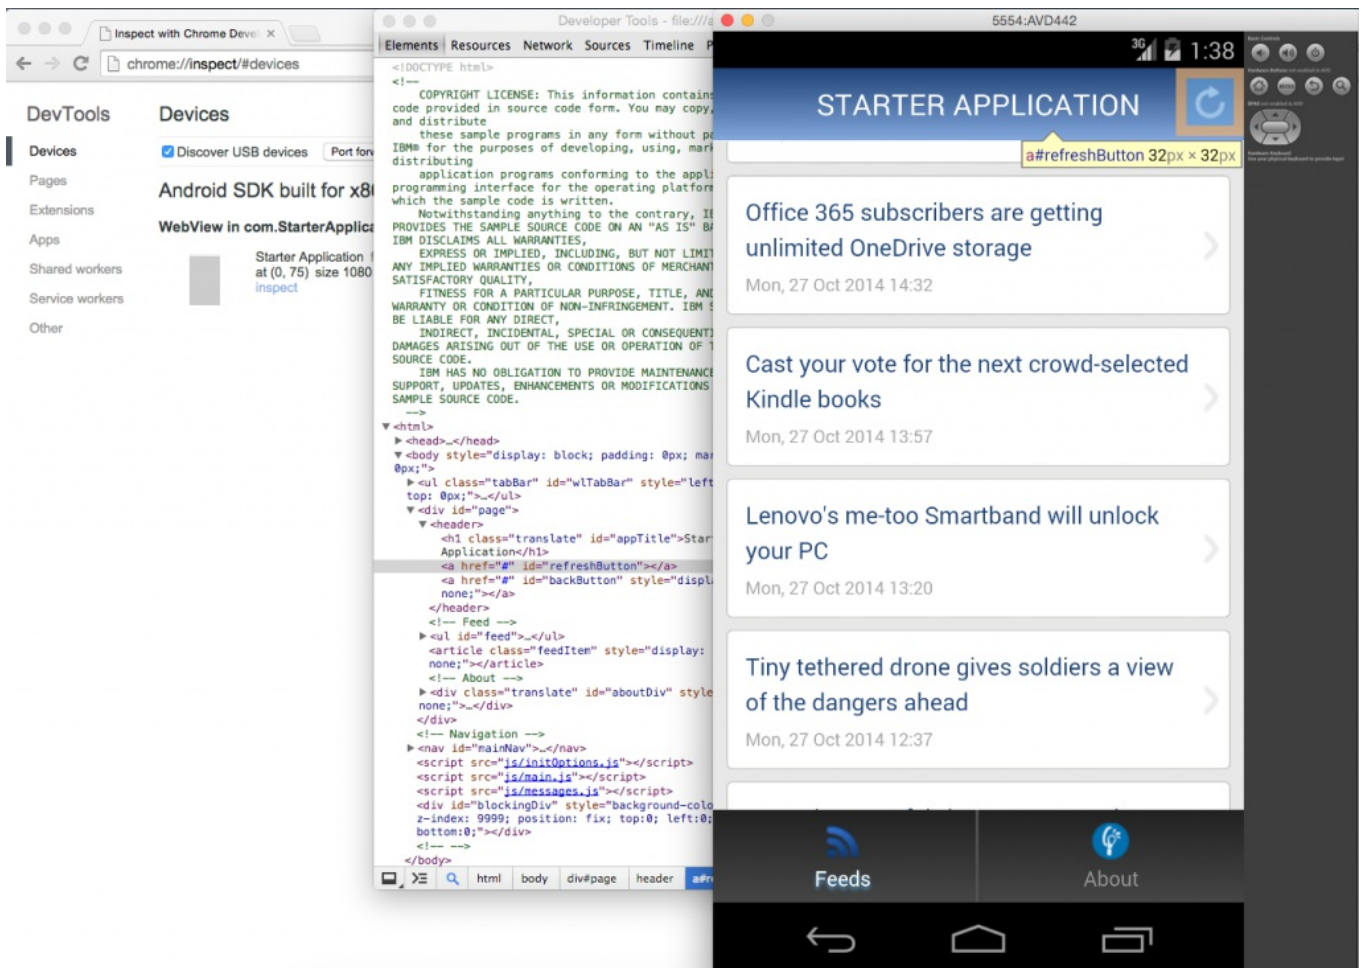 Inspect with Chrome Devel
chrome://inspect/#devices
DevTools
Devices
Pages
Extensions
Apps
Shared workers
Service workers
Other
Devices
Discover USB devices
Port forw
Android SDK built for x86
WebView in com.StarterApplica
Starter Application
at (0, 75) size 1080
inspect
Developer Tools - file:///a
Elements Resources Network Sources Timeline P
<!DOCTYPE html>
<!--
COPYRIGHT LICENSE: This information contains
code provided in source code form. You may copy,
and distribute
these sample programs in any form without pa
IBM® for the purposes of developing, using, mark
distributing
application programs conforming to the appli
programming interface for the operating platform
which the sample code is written.
Notwithstanding anything to the contrary, IB
PROVIDES THE SAMPLE SOURCE CODE ON AN "AS IS" BA
IBM DISCLAIMS ALL WARRANTIES,
EXPRESS OR IMPLIED, INCLUDING, BUT NOT LIMIT
ANY IMPLIED WARRANTIES OR CONDITIONS OF MERCHANT
SATISFACTORY QUALITY,
FITNESS FOR A PARTICULAR PURPOSE, TITLE, AND
WARRANTY OR CONDITION OF NON-INFRINGEMENT. IBM S
BE LIABLE FOR ANY DIRECT,
INDIRECT, INCIDENTAL, SPECIAL OR CONSEQUENTI
DAMAGES ARISING OUT OF THE USE OR OPERATION OF T
SOURCE CODE.
IBM HAS NO OBLIGATION TO PROVIDE MAINTENANCE
SUPPORT, UPDATES, ENHANCEMENTS OR MODIFICATIONS
SAMPLE SOURCE CODE.
-->
<html>
<head>…</head>
<body style="display: block; padding: 0px; mar
0px;">
<ul class="tabBar" id="wlTabBar" style="left
top: 0px;">…</ul>
<div id="page">
<header>
<h1 class="translate" id="appTitle">Star
Application</h1>
<a href="#" id="refreshButton"></a>
<a href="#" id="backButton" style="displ
none;"></a>
</header>
<!-- Feed -->
<ul id="feed">…</ul>
<article class="feedItem" style="display:
none;"></article>
<!-- About -->
<div class="translate" id="aboutDiv" style
none;">…</div>
</div>
<!-- Navigation -->
<nav id="mainNav">…</nav>
<script src="js/initOptions.js"></script>
<script src="js/main.js"></script>
<script src="js/messages.js"></script>
<div id="blockingDiv" style="background-colo
z-index: 9999; position: fix; top:0; left:0;
bottom:0;"></div>
<!-- -->
</body>
html body div#page header a#re
5554:AVD442
3G 1:38
STARTER APPLICATION
a#refreshButton 32px × 32px
Office 365 subscribers are getting
unlimited OneDrive storage
Mon, 27 Oct 2014 14:32
Cast your vote for the next crowd-selected
Kindle books
Mon, 27 Oct 2014 13:57
Lenovo's me-too Smartband will unlock
your PC
Mon, 27 Oct 2014 13:20
Tiny tethered drone gives soldiers a view
of the dangers ahead
Mon, 27 Oct 2014 12:37
Feeds
About
Basic Controls
MENU